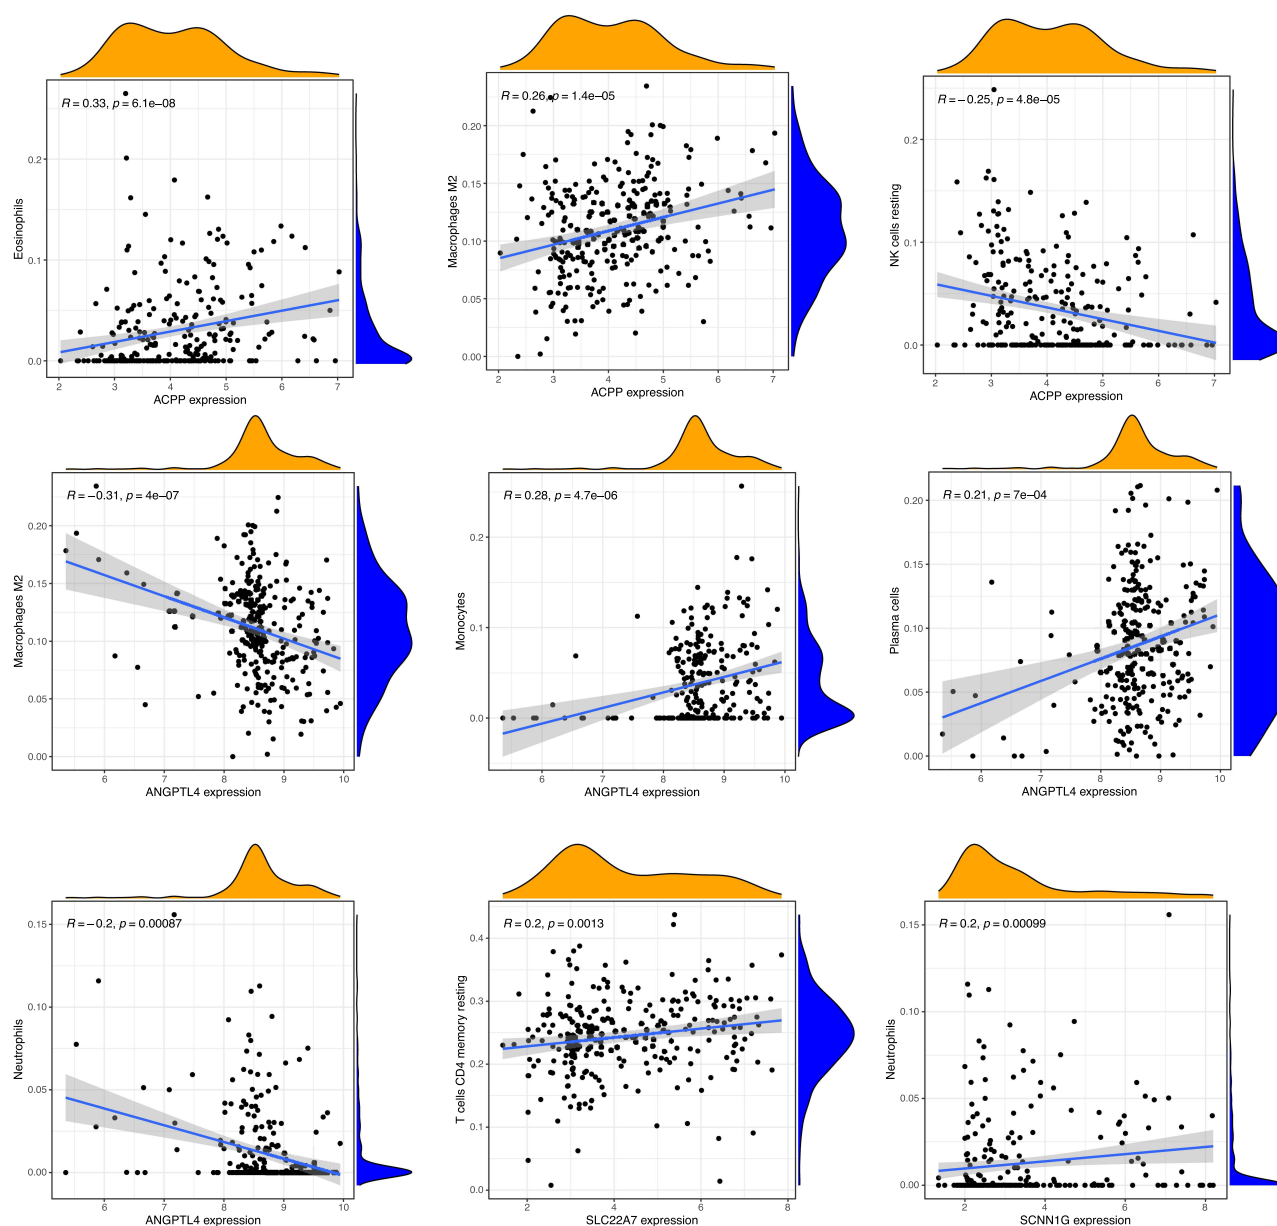 R = 0.33, p = 6.1e−08
Eosinophils
0.2
0.1
0.0
2 3 4 5 6 7
ACPP expression
R = 0.26, p = 1.4e−05
Macrophages M2
0.20
0.15
0.10
0.05
0.00
2 3 4 5 6 7
ACPP expression
R = −0.25, p = 4.8e−05
NK cells resting
0.2
0.1
0.0
2 3 4 5 6 7
ACPP expression
R = −0.31, p = 4e−07
Macrophages M2
0.20
0.15
0.10
0.05
0.00
6 7 8 9 10
ANGPTL4 expression
R = 0.28, p = 4.7e−06
Monocytes
0.2
0.1
0.0
6 7 8 9 10
ANGPTL4 expression
R = 0.21, p = 7e−04
Plasma cells
0.20
0.15
0.10
0.05
0.00
6 7 8 9 10
ANGPTL4 expression
R = −0.2, p = 0.00087
Neutrophils
0.15
0.10
0.05
0.00
6 7 8 9 10
ANGPTL4 expression
R = 0.2, p = 0.0013
T cells CD4 memory resting
0.4
0.3
0.2
0.1
0.0
2 4 6 8
SLC22A7 expression
R = 0.2, p = 0.00099
Neutrophils
0.15
0.10
0.05
0.00
2 4 6 8
SCNN1G expression